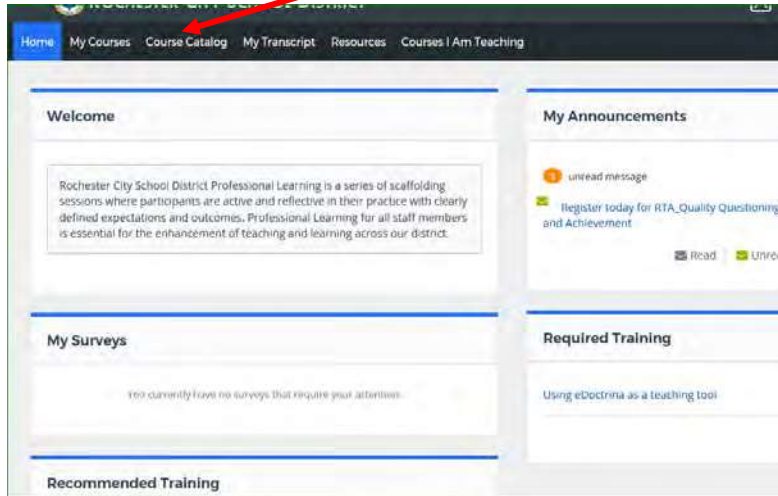 ROCHESTER CITY SCHOOL DISTRICT
Home My Courses Course Catalog My Transcript Resources Courses I Am Teaching
Welcome
Rochester City School District Professional Learning is a series of scaffolding
sessions where participants are active and reflective in their practice with clearly
defined expectations and outcomes. Professional Learning for all staff members
is essential for the enhancement of teaching and learning across our district.
My Surveys
You currently have no surveys that require your attention.
Recommended Training
My Announcements
unread message
Register today for RTA_Quality Questioning
and Achievement
Read
Required Training
Using eDoctrina as a teaching tool